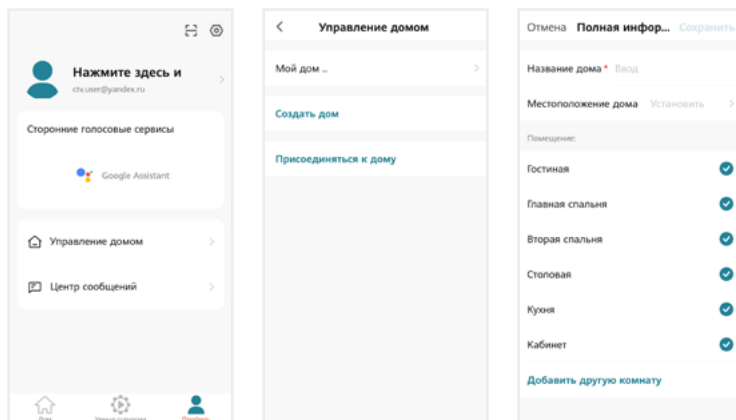 Нажмите здесь и
ctv.user@yandex.ru
Сторонние голосовые сервисы
Google Assistant
Управление домом
Центр сообщений
Дом
Умные сценарии
Профиль
Управление домом
Мой дом ..
Создать дом
Присоединяться к дому
Отмена Полная инфор... Сохранить
Название дома * Ввод
Местоположение дома Установить
Помещение:
Гостиная
Главная спальня
Вторая спальня
Столовая
Кухня
Кабинет
Добавить другую комнату